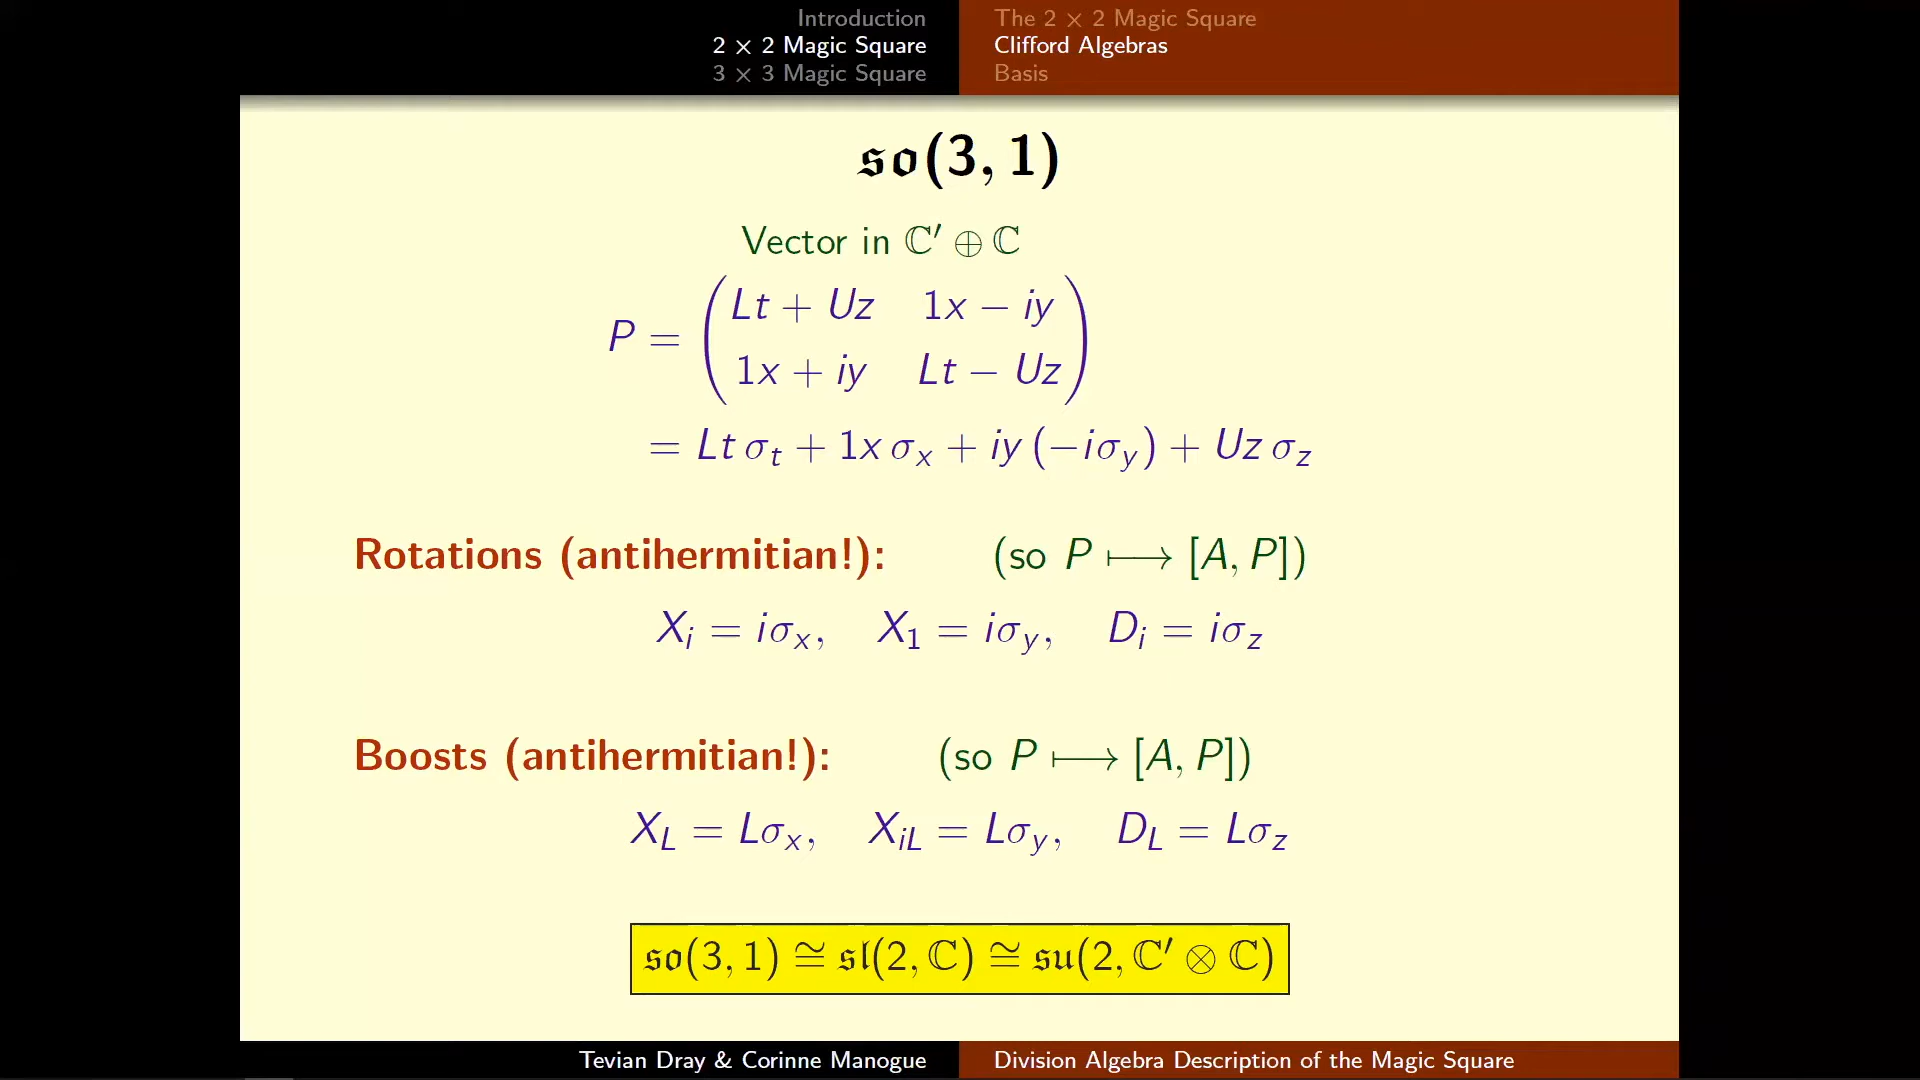 Introduction
2 × 2 Magic Square
3 × 3 Magic Square
The 2 × 2 Magic Square
Clifford Algebras
Basis
𝔰𝔬(3, 1)
Vector in ℂ′ ⊕ ℂ
P = ( Lt + Uz   1x − iy
1x + iy   Lt − Uz )
= Lt σ_t + 1x σ_x + iy (−iσ_y) + Uz σ_z
Rotations (antihermitian!): (so P ⟼ [A, P])
X_i = iσ_x, X_1 = iσ_y, D_i = iσ_z
Boosts (antihermitian!): (so P ⟼ [A, P])
X_L = Lσ_x, X_{iL} = Lσ_y, D_L = Lσ_z
𝔰𝔬(3, 1) ≅ 𝔰𝔩(2, ℂ) ≅ 𝔰𝔲(2, ℂ′ ⊗ ℂ)
Tevian Dray & Corinne Manogue
Division Algebra Description of the Magic Square